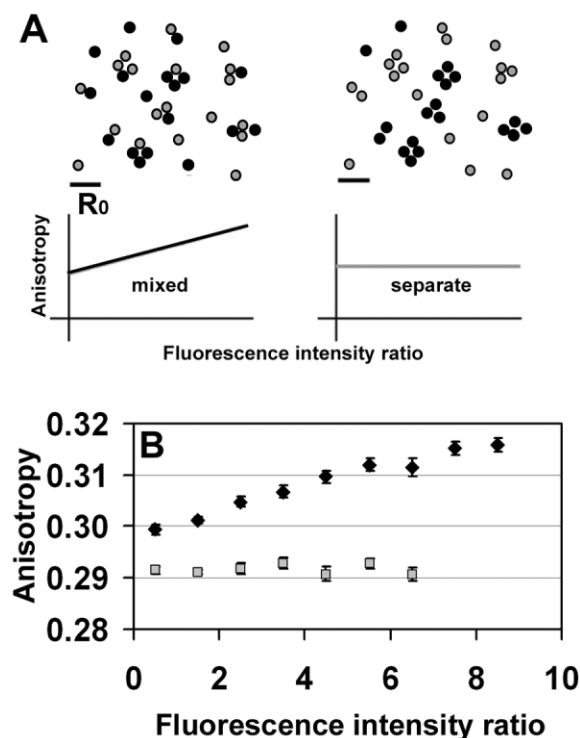 A
R₀
Anisotropy
mixed
separate
Fluorescence intensity ratio
B
0.32
0.31
0.30
0.29
0.28
Anisotropy
0 2 4 6 8 10
Fluorescence intensity ratio